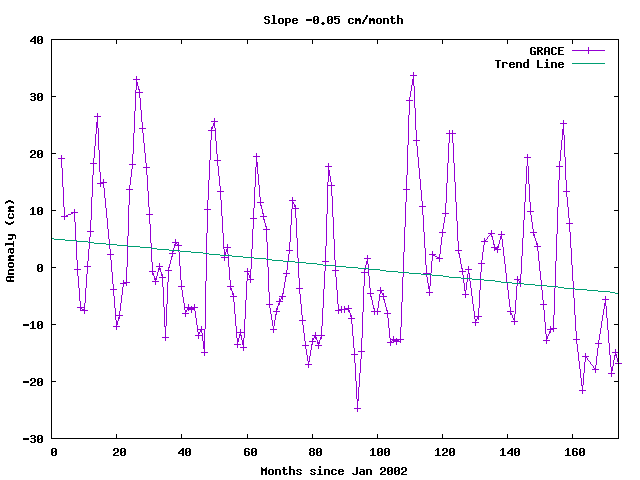 Slope -0.05 cm/month
GRACE
Trend Line
40
30
20
10
0
-10
-20
-30
Anomaly (cm)
0 20 40 60 80 100 120 140 160
Months since Jan 2002